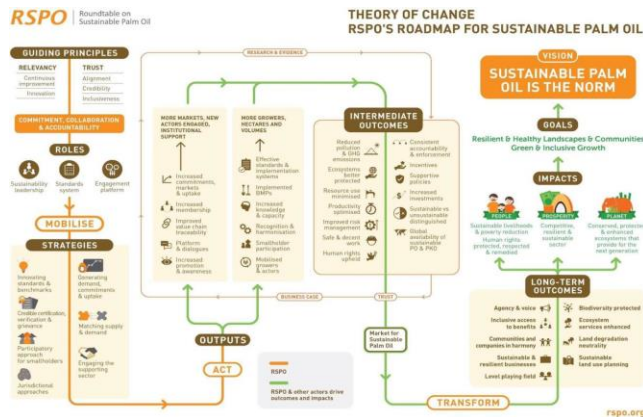 RSPO
Roundtable on
Sustainable Palm Oil
THEORY OF CHANGE
RSPO'S ROADMAP FOR SUSTAINABLE PALM OIL
GUIDING PRINCIPLES
RELEVANCY
Continuous
improvement
Innovation
TRUST
Alignment
Credibility
Inclusiveness
COMMITMENT, COLLABORATION
& ACCOUNTABILITY
ROLES
Sustainability
leadership
Standards
system
Engagement
platform
MOBILISE
STRATEGIES
Innovating
standards &
benchmarks
Credible certification,
verification &
grievance
Participatory
approach
for smallholders
Jurisdictional
approaches
Generating
demand,
commitments
& uptake
Matching supply
& demand
Engaging the
supporting
sector
RESEARCH & EVIDENCE
MORE MARKETS, NEW
ACTORS ENGAGED,
INSTITUTIONAL
SUPPORT
Increased
commitments,
markets
& uptake
Increased
membership
Improved
value chain
traceability
Platform
& dialogues
Increased
promotion &
awareness
MORE GROWERS,
HECTARES AND
VOLUMES
Effective
standards &
implementation
systems
Implemented
BMPs
Increased
knowledge
& capacity
Recognition &
harmonisation
Smallholder
participation
Mobilised
growers
& actors
BUSINESS CASE
OUTPUTS
ACT
RSPO
RSPO & other actors drive
outcomes and impacts
INTERMEDIATE
OUTCOMES
Reduced
pollution & GHG
emissions
Ecosystems
better protected
Resource use
minimised
Productivity
optimised
Improved risk
management
Safe & decent
work
Human rights
upheld
Consistent
accountability
& enforcement
Incentives
Supportive
policies
Increased
investments
Sustainable vs
unsustainable
distinguished
Global
availability of
sustainable
PO & PKO
TRUST
Market for
Sustainable
Palm Oil
TRANSFORM
VISION
SUSTAINABLE PALM
OIL IS THE NORM
GOALS
Resilient & Healthy Landscapes & Communities
Green & Inclusive Growth
IMPACTS
PEOPLE
Sustainable livelihoods
& poverty reduction
Human rights
protected, respected
& remedied
PROSPERITY
Competitive,
resilient &
sustainable
sector
PLANET
Conserved, protected
& enhanced
ecosystems that
provide for the
next generation
LONG-TERM
OUTCOMES
Agency & voice
Inclusive access
to benefits
Communities and
companies in harmony
Sustainable
& resilient businesses
Level playing field
Biodiversity protected
Ecosystem
services enhanced
Land degradation
neutrality
Sustainable
land use planning
rspo.org